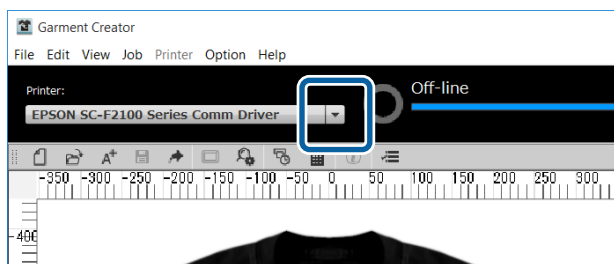 Garment Creator
File Edit View Job Printer Option Help
Printer:
Off-line
EPSON SC-F2100 Series Comm Driver
A+
-350 -300 -250 -200 -150 -100 -50 0 50 100 150 200 250 300
-400